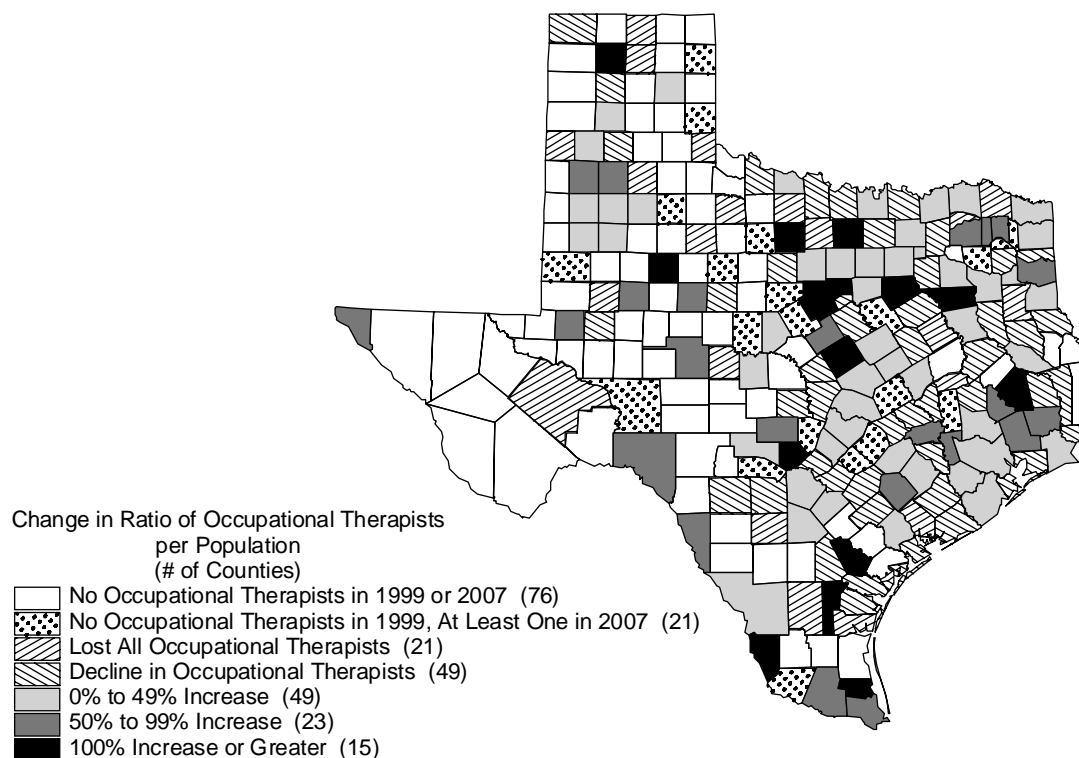 Change in Ratio of Occupational Therapists
per Population
(# of Counties)
No Occupational Therapists in 1999 or 2007 (76)
No Occupational Therapists in 1999, At Least One in 2007 (21)
Lost All Occupational Therapists (21)
Decline in Occupational Therapists (49)
0% to 49% Increase (49)
50% to 99% Increase (23)
100% Increase or Greater (15)